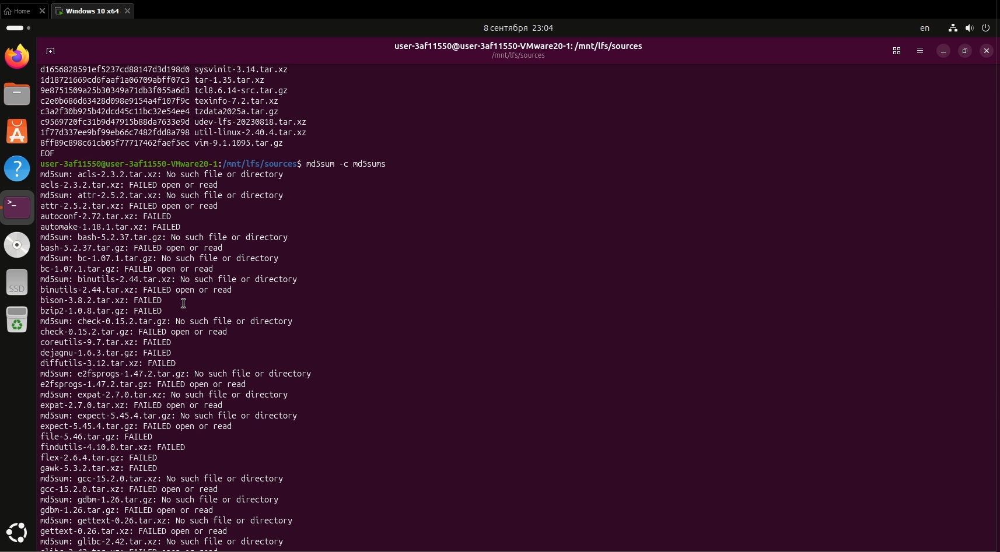 Home
Windows 10 x64
8 сентября 23:04
en
user-3af11550@user-3af11550-VMware20-1: /mnt/lfs/sources
/mnt/lfs/sources
d1656828591ef5237cd88147d3d198d0 sysvinit-3.14.tar.xz
1d18721669cd6faaf1a06709abff07c3 tar-1.35.tar.xz
9e8751509a25b30349a71db3f055a6d3 tcl8.6.14-src.tar.gz
c2e0b686d63428d098e9154a4f107f9c texinfo-7.2.tar.xz
c3a2f30b925b42dcd45c11bc32e54ee4 tzdata2025a.tar.gz
c9569720fc31b9d47915b88da7633e9d udev-lfs-20230818.tar.xz
1f77d337ee9bf99eb66c7482fdd8a798 util-linux-2.40.4.tar.xz
8ff89c898c61cb05f77717462faef5ec vim-9.1.1095.tar.gz
EOF
user-3af11550@user-3af11550-VMware20-1:/mnt/lfs/sources$ md5sum -c md5sums
md5sum: acls-2.3.2.tar.xz: No such file or directory
acls-2.3.2.tar.xz: FAILED open or read
md5sum: attr-2.5.2.tar.xz: No such file or directory
attr-2.5.2.tar.xz: FAILED open or read
autoconf-2.72.tar.xz: FAILED
automake-1.18.1.tar.xz: FAILED
md5sum: bash-5.2.37.tar.gz: No such file or directory
bash-5.2.37.tar.gz: FAILED open or read
md5sum: bc-1.07.1.tar.gz: No such file or directory
bc-1.07.1.tar.gz: FAILED open or read
md5sum: binutils-2.44.tar.xz: No such file or directory
binutils-2.44.tar.xz: FAILED open or read
bison-3.8.2.tar.xz: FAILED
bzip2-1.0.8.tar.gz: FAILED
md5sum: check-0.15.2.tar.gz: No such file or directory
check-0.15.2.tar.gz: FAILED open or read
coreutils-9.7.tar.xz: FAILED
dejagnu-1.6.3.tar.gz: FAILED
diffutils-3.12.tar.xz: FAILED
md5sum: e2fsprogs-1.47.2.tar.gz: No such file or directory
e2fsprogs-1.47.2.tar.gz: FAILED open or read
md5sum: expat-2.7.0.tar.xz: No such file or directory
expat-2.7.0.tar.xz: FAILED open or read
md5sum: expect-5.45.4.tar.gz: No such file or directory
expect-5.45.4.tar.gz: FAILED open or read
file-5.46.tar.gz: FAILED
findutils-4.10.0.tar.xz: FAILED
flex-2.6.4.tar.gz: FAILED
gawk-5.3.2.tar.xz: FAILED
md5sum: gcc-15.2.0.tar.xz: No such file or directory
gcc-15.2.0.tar.xz: FAILED open or read
md5sum: gdbm-1.26.tar.gz: No such file or directory
gdbm-1.26.tar.gz: FAILED open or read
md5sum: gettext-0.26.tar.xz: No such file or directory
gettext-0.26.tar.xz: FAILED open or read
md5sum: glibc-2.42.tar.xz: No such file or directory
glibc-2.42.tar.xz: FAILED open or read
SSD